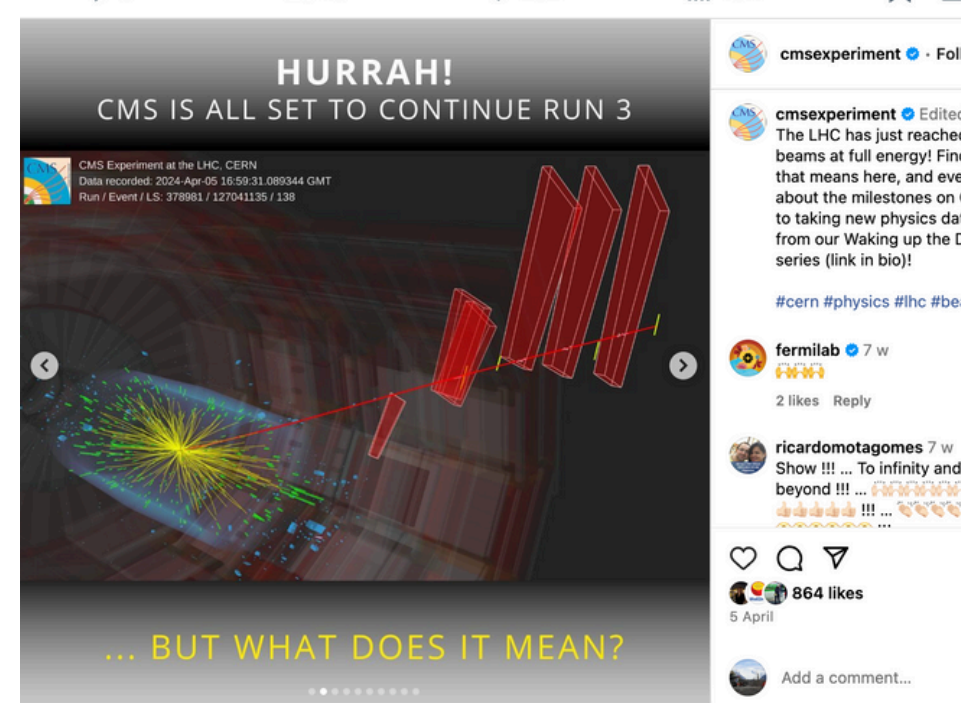 HURRAH!
CMS IS ALL SET TO CONTINUE RUN 3
CMS
CMS Experiment at the LHC, CERN
Data recorded: 2024-Apr-05 16:59:31.089344 GMT
Run / Event / LS: 378981 / 127041135 / 138
... BUT WHAT DOES IT MEAN?
cmsexperiment · Foll
cmsexperiment Edited
The LHC has just reached
beams at full energy! Find
that means here, and eve
about the milestones on
to taking new physics dat
from our Waking up the D
series (link in bio)!
#cern #physics #lhc #bea
fermilab 7 w
🙌🙌🙌
2 likes Reply
ricardomotagomes 7 w
Show !!! ... To infinity and
beyond !!! ... 🙌🏻🙌🏻🙌🏻🙌🏻🙌🏻
👍🏻👍🏻👍🏻👍🏻👍🏻 !!! ... 👏🏻👏🏻👏🏻👏🏻
!!!
864 likes
5 April
Add a comment...